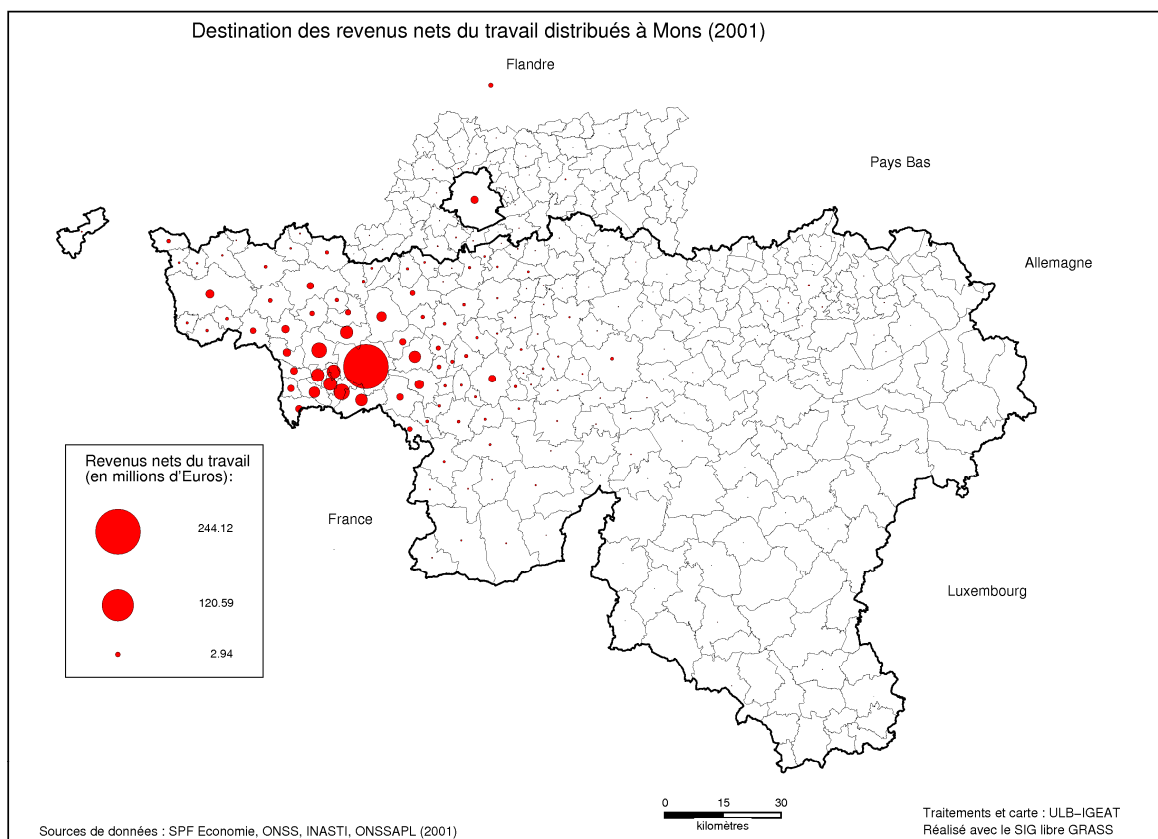 Destination des revenus nets du travail distribués à Mons (2001)
Flandre
Pays Bas
Allemagne
Revenus nets du travail
(en millions d'Euros):
244.12
120.59
2.94
France
Luxembourg
0 15 30
kilomètres
Sources de données : SPF Economie, ONSS, INASTI, ONSSAPL (2001)
Traitements et carte : ULB-IGEAT
Réalisé avec le SIG libre GRASS